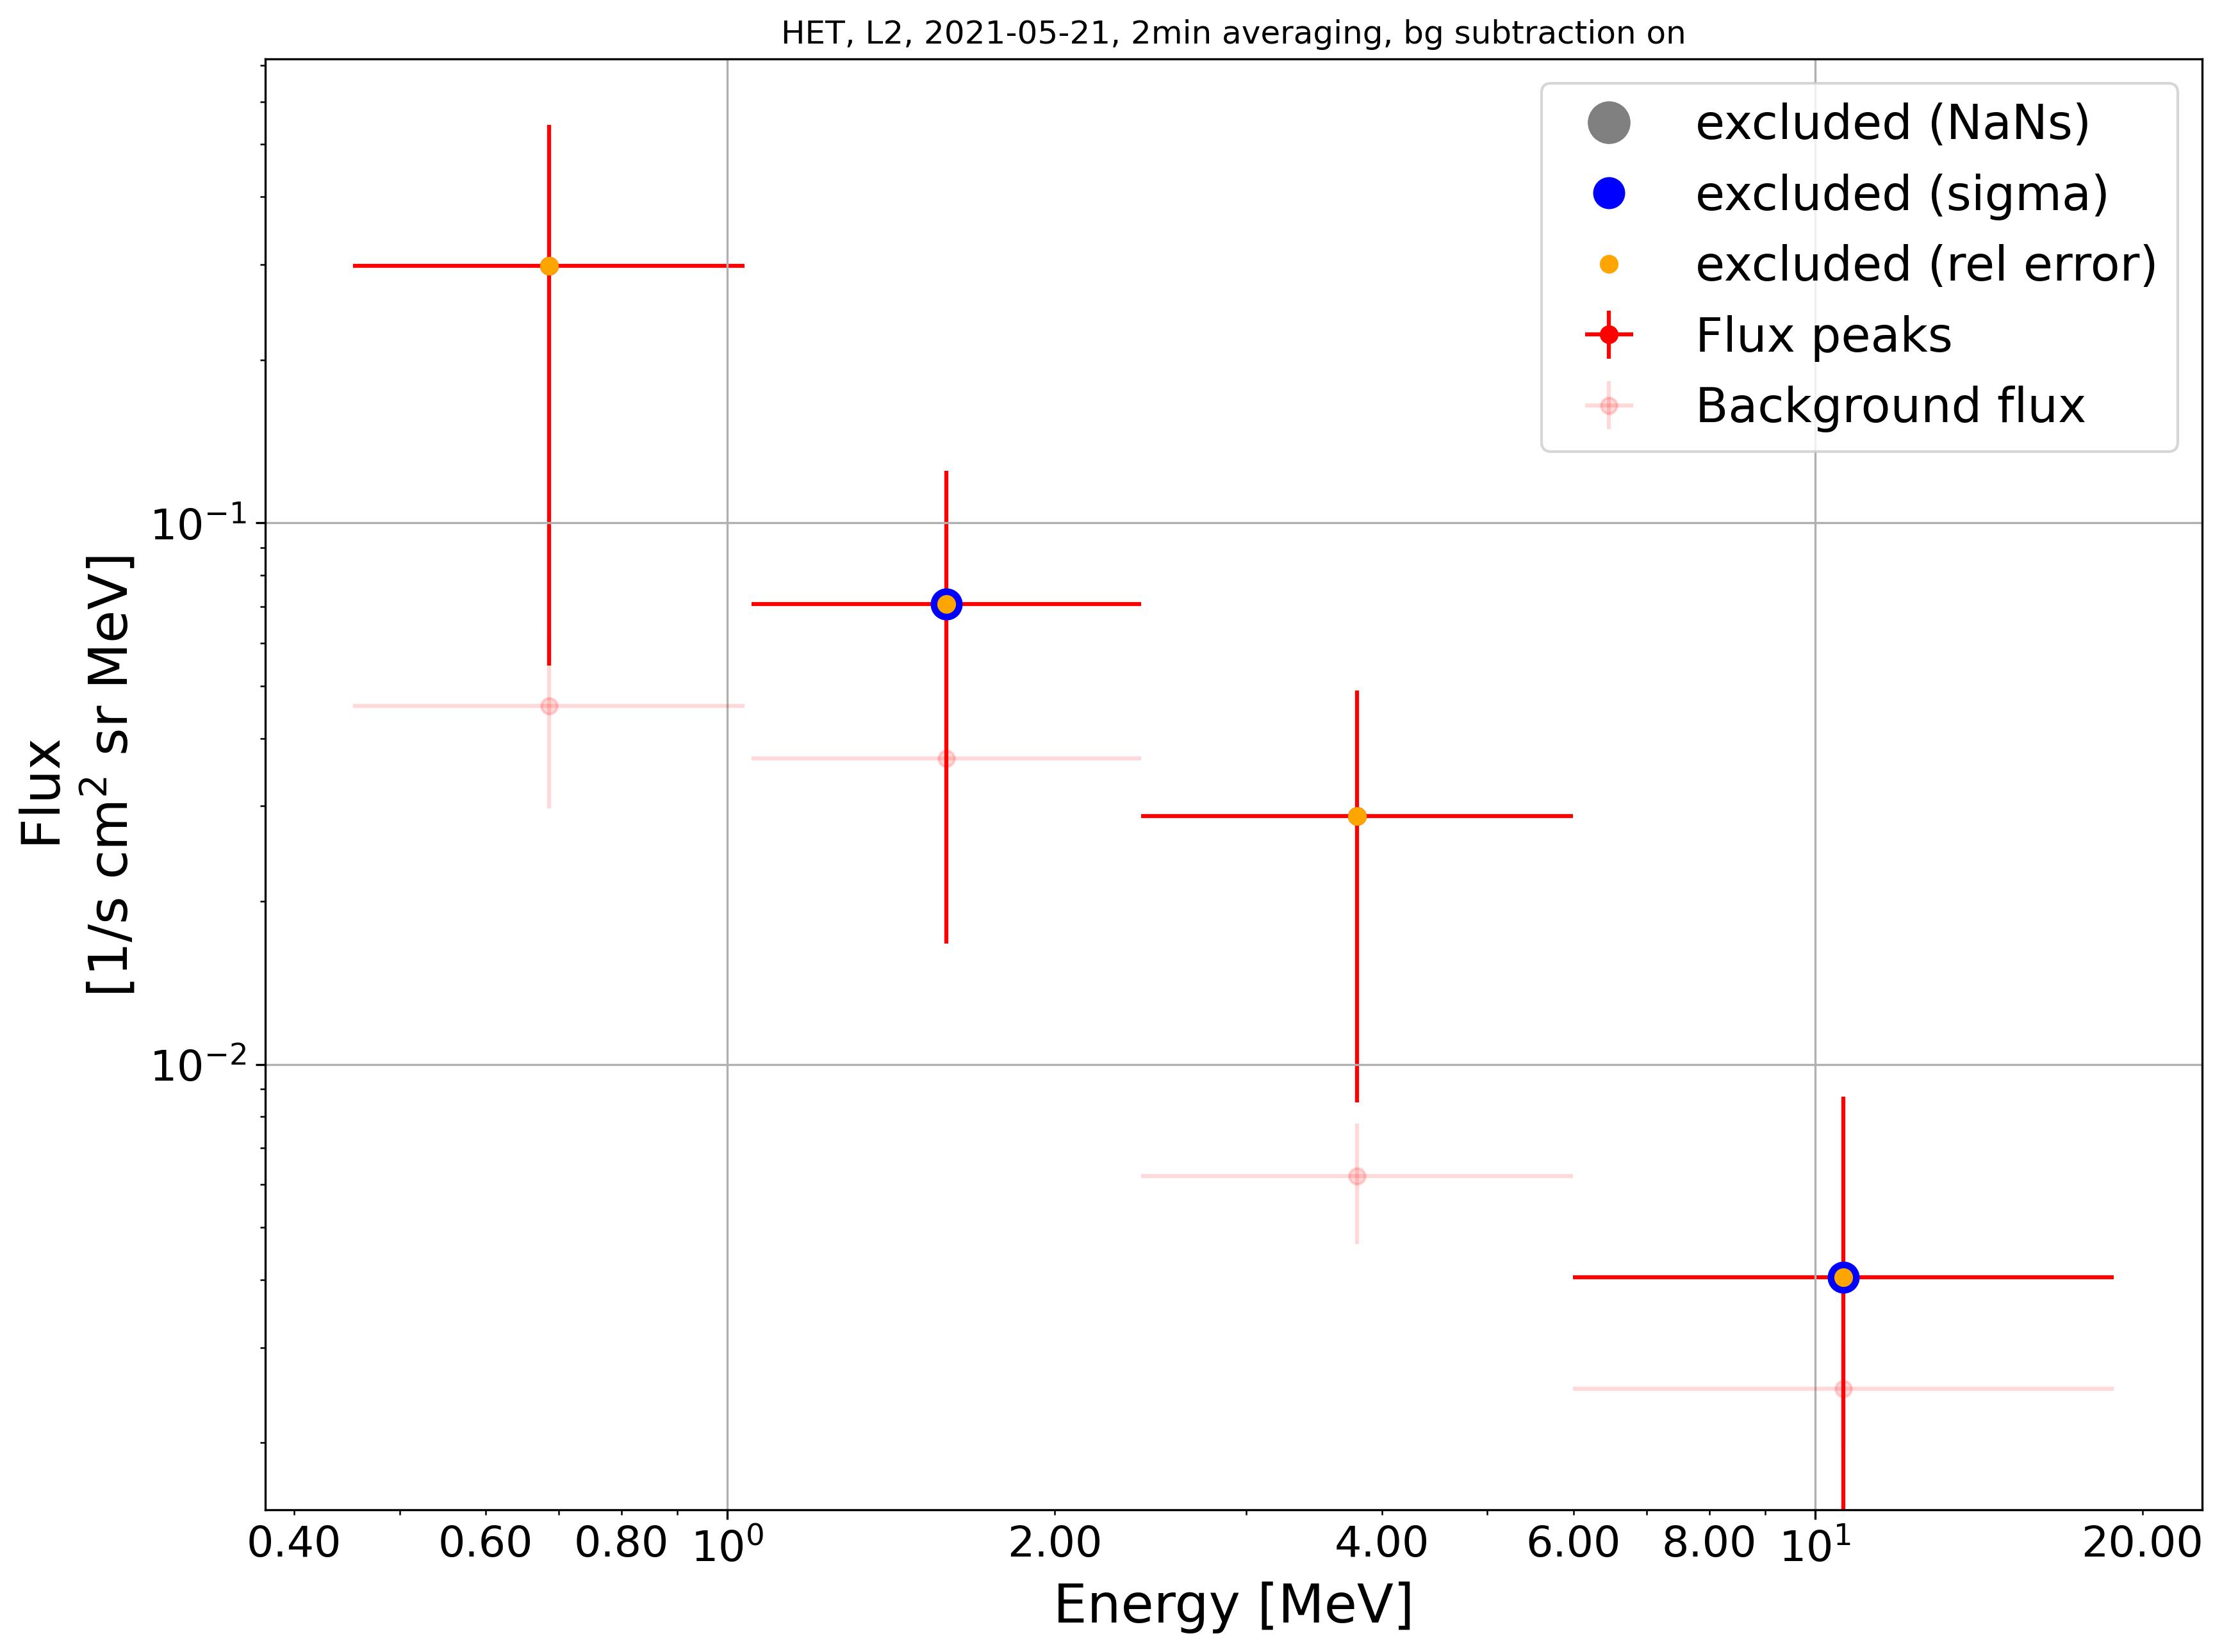 HET, L2, 2021-05-21, 2min averaging, bg subtraction on
excluded (NaNs)
excluded (sigma)
excluded (rel error)
Flux peaks
Background flux
10⁻¹
10⁻²
Flux
[1/s cm² sr MeV]
0.40 0.60 0.80 10⁰ 2.00 4.00 6.00 8.00 10¹ 20.00
Energy [MeV]